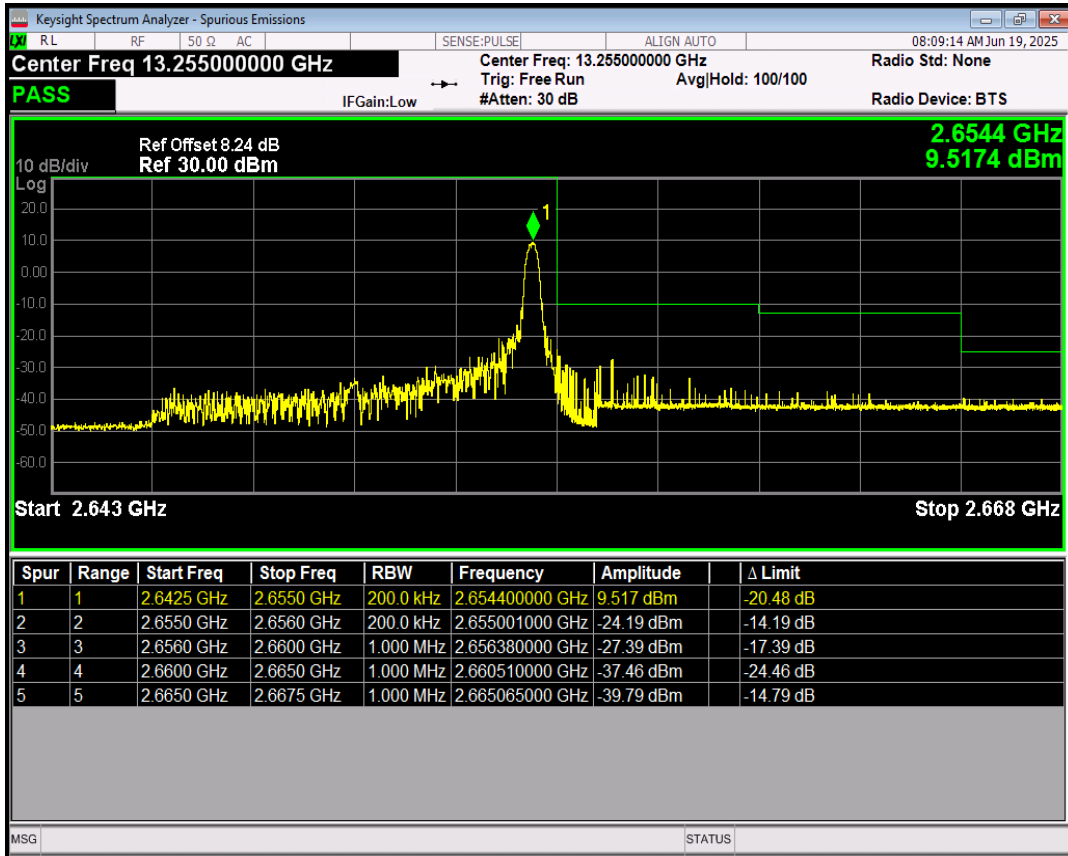 Keysight Spectrum Analyzer - Spurious Emissions
LXI RL RF 50 Ω AC SENSE:PULSE ALIGN AUTO 08:09:14 AM Jun 19, 2025
Center Freq 13.255000000 GHz Center Freq: 13.255000000 GHz Radio Std: None
Trig: Free Run Avg|Hold: 100/100
PASS IFGain:Low #Atten: 30 dB Radio Device: BTS
2.6544 GHz
Ref Offset 8.24 dB
10 dB/div Ref 30.00 dBm 9.5174 dBm
Log
20.0
1
10.0
0.00
-10.0
-20.0
-30.0
-40.0
-50.0
-60.0
Start 2.643 GHz Stop 2.668 GHz
Spur Range Start Freq Stop Freq RBW Frequency Amplitude Δ Limit
1 1 2.6425 GHz 2.6550 GHz 200.0 kHz 2.654400000 GHz 9.517 dBm -20.48 dB
2 2 2.6550 GHz 2.6560 GHz 200.0 kHz 2.655001000 GHz -24.19 dBm -14.19 dB
3 3 2.6560 GHz 2.6600 GHz 1.000 MHz 2.656380000 GHz -27.39 dBm -17.39 dB
4 4 2.6600 GHz 2.6650 GHz 1.000 MHz 2.660510000 GHz -37.46 dBm -24.46 dB
5 5 2.6650 GHz 2.6675 GHz 1.000 MHz 2.665065000 GHz -39.79 dBm -14.79 dB
MSG STATUS